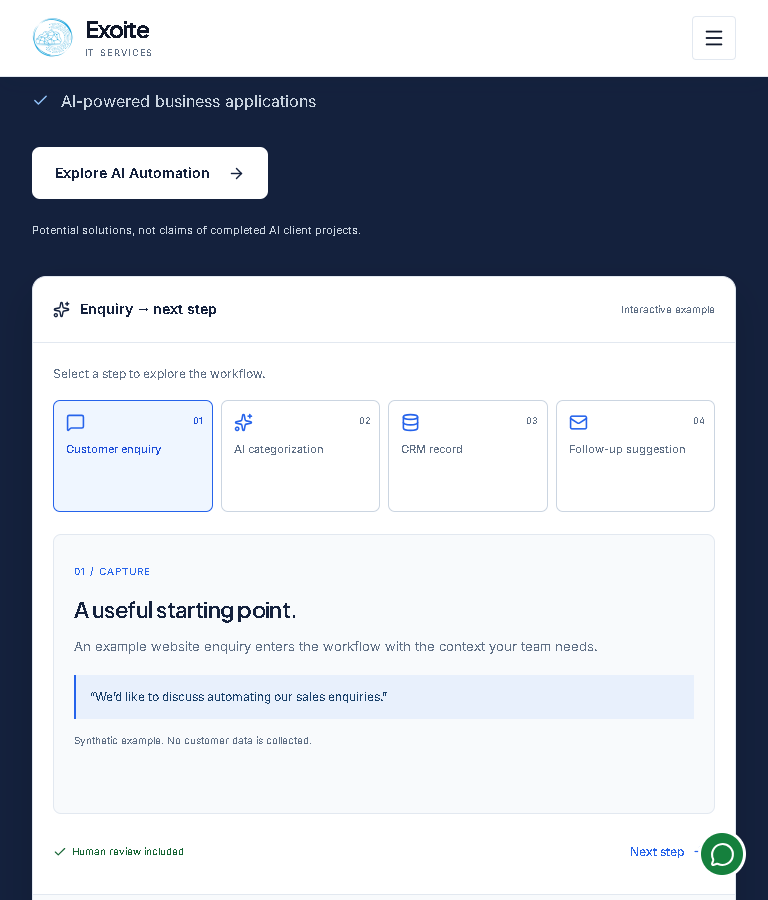 Exoite
IT SERVICES
AI-powered business applications
Explore AI Automation →
Potential solutions, not claims of completed AI client projects.
Enquiry → next step
Interactive example
Select a step to explore the workflow.
01
Customer enquiry
02
AI categorization
03
CRM record
04
Follow-up suggestion
01 / CAPTURE
A useful starting point.
An example website enquiry enters the workflow with the context your team needs.
“We’d like to discuss automating our sales enquiries.”
Synthetic example. No customer data is collected.
Human review included
Next step